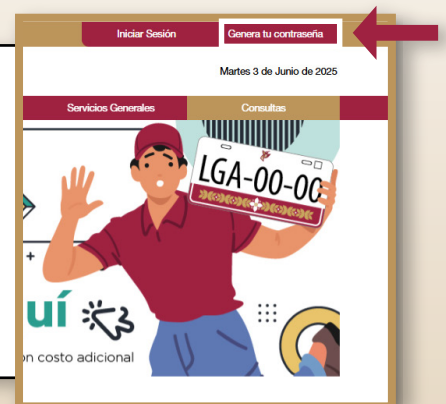 Iniciar Sesión
Genera tu contraseña
Martes 3 de Junio de 2025
Servicios Generales
Consultas
LGA-00-00
+
uí
on costo adicional